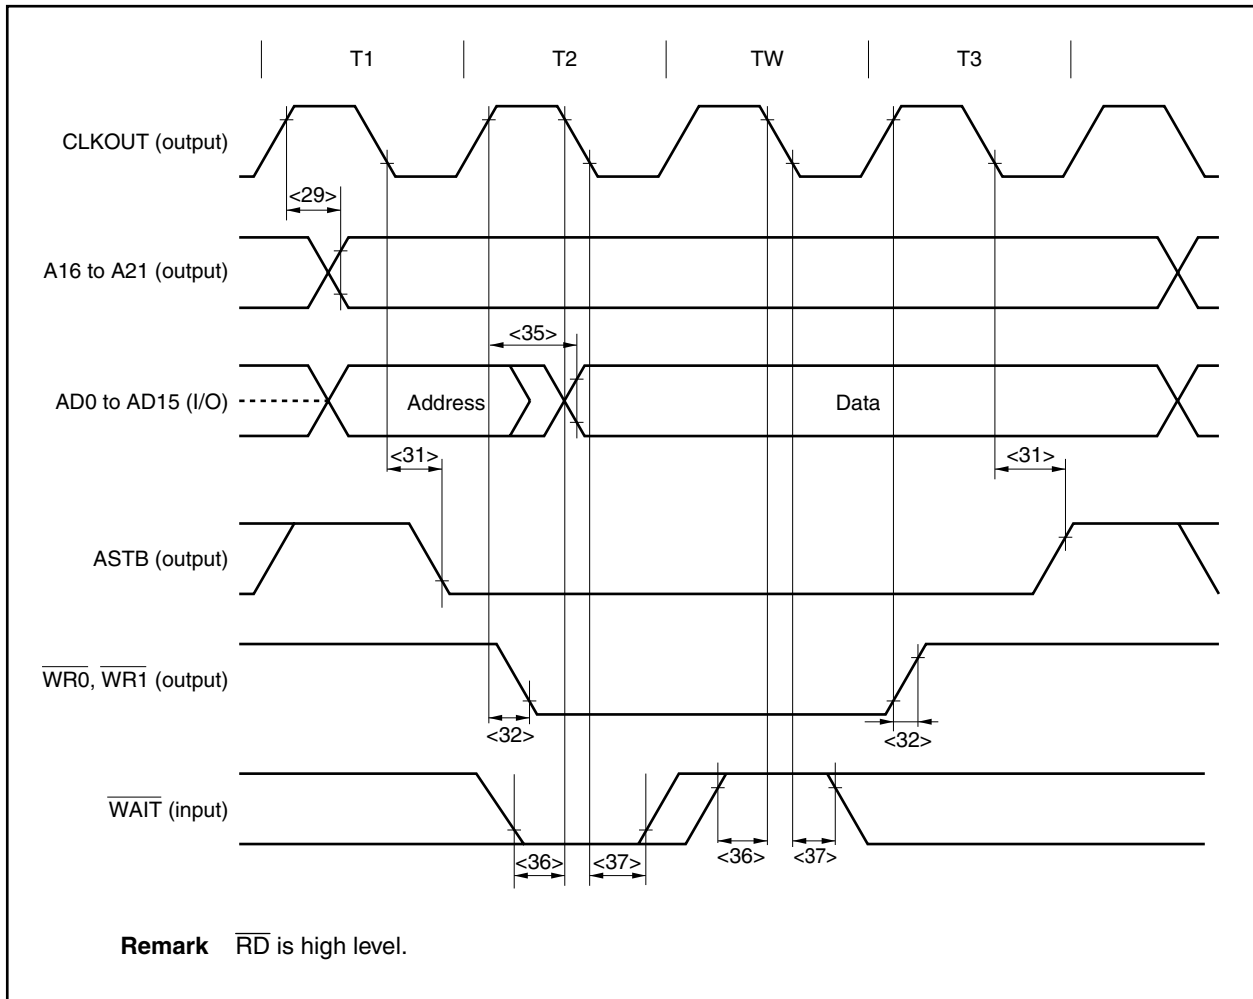 T1 T2 TW T3
CLKOUT (output)
<29>
A16 to A21 (output)
<35>
AD0 to AD15 (I/O) Address Data
<31> <31>
ASTB (output)
WR0, WR1 (output)
<32> <32>
WAIT (input)
<36> <37> <36> <37>
Remark RD is high level.